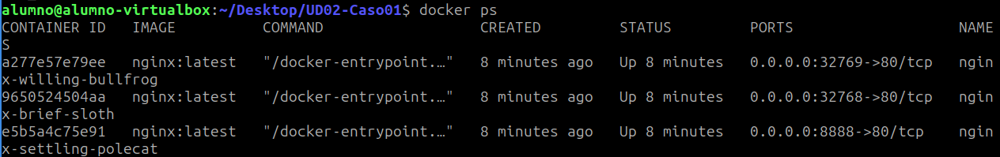 alumno@alumno-virtualbox:~/Desktop/UD02-Caso01$ docker ps
CONTAINER ID   IMAGE          COMMAND                  CREATED         STATUS         PORTS                   NAME
S
a277e57e79ee   nginx:latest   "/docker-entrypoint.…"   8 minutes ago   Up 8 minutes   0.0.0.0:32769->80/tcp   ngin
x-willing-bullfrog
9650524504aa   nginx:latest   "/docker-entrypoint.…"   8 minutes ago   Up 8 minutes   0.0.0.0:32768->80/tcp   ngin
x-brief-sloth
e5b5a4c75e91   nginx:latest   "/docker-entrypoint.…"   8 minutes ago   Up 8 minutes   0.0.0.0:8888->80/tcp    ngin
x-settling-polecat